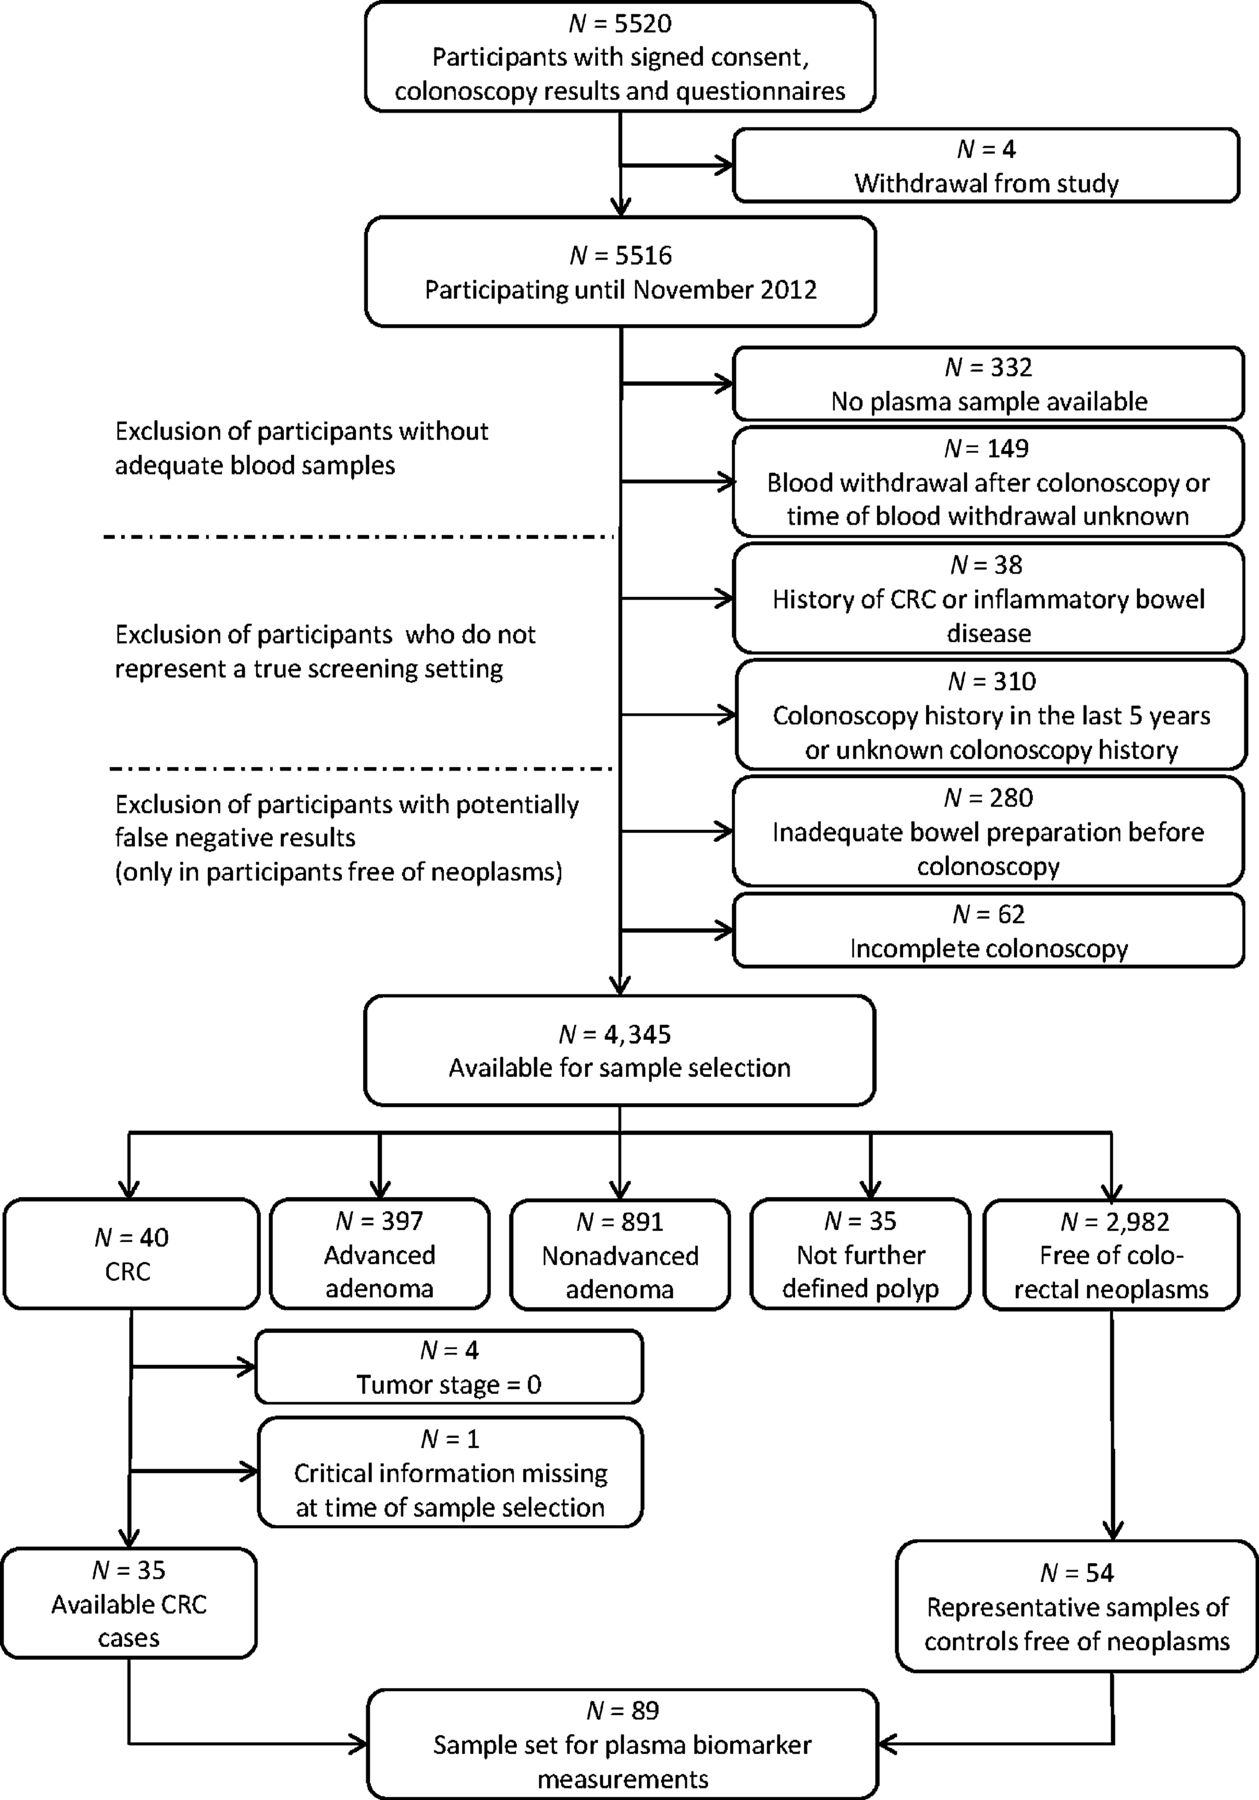 N = 5520
Participants with signed consent,
colonoscopy results and questionnaires
N = 4
Withdrawal from study
N = 5516
Participating until November 2012
N = 332
No plasma sample available
Exclusion of participants without
adequate blood samples
N = 149
Blood withdrawal after colonoscopy or
time of blood withdrawal unknown
N = 38
History of CRC or inflammatory bowel
disease
Exclusion of participants who do not
represent a true screening setting
N = 310
Colonoscopy history in the last 5 years
or unknown colonoscopy history
Exclusion of participants with potentially
false negative results
(only in participants free of neoplasms)
N = 280
Inadequate bowel preparation before
colonoscopy
N = 62
Incomplete colonoscopy
N = 4,345
Available for sample selection
N = 40
CRC
N = 397
Advanced
adenoma
N = 891
Nonadvanced
adenoma
N = 35
Not further
defined polyp
N = 2,982
Free of colo-
rectal neoplasms
N = 4
Tumor stage = 0
N = 1
Critical information missing
at time of sample selection
N = 35
Available CRC
cases
N = 54
Representative samples of
controls free of neoplasms
N = 89
Sample set for plasma biomarker
measurements